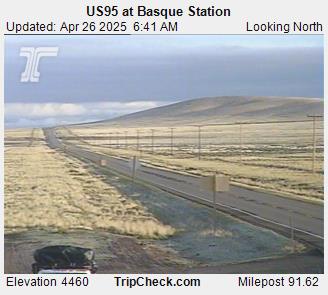 US95 at Basque Station
Updated: Apr 26 2025 6:41 AM Looking North
Elevation 4460 TripCheck.com Milepost 91.62